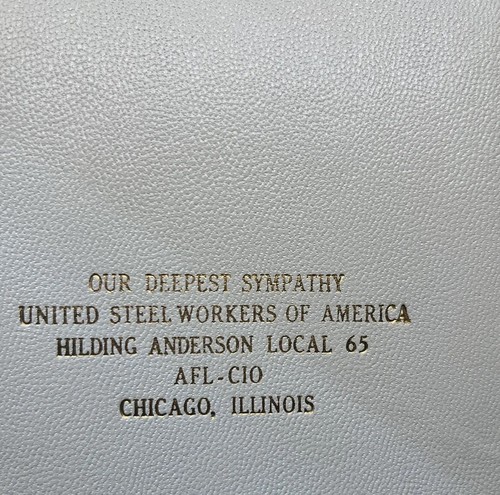 OUR DEEPEST SYMPATHY
UNITED STEEL WORKERS OF AMERICA
HILDING ANDERSON LOCAL 65
AFL-CIO
CHICAGO, ILLINOIS